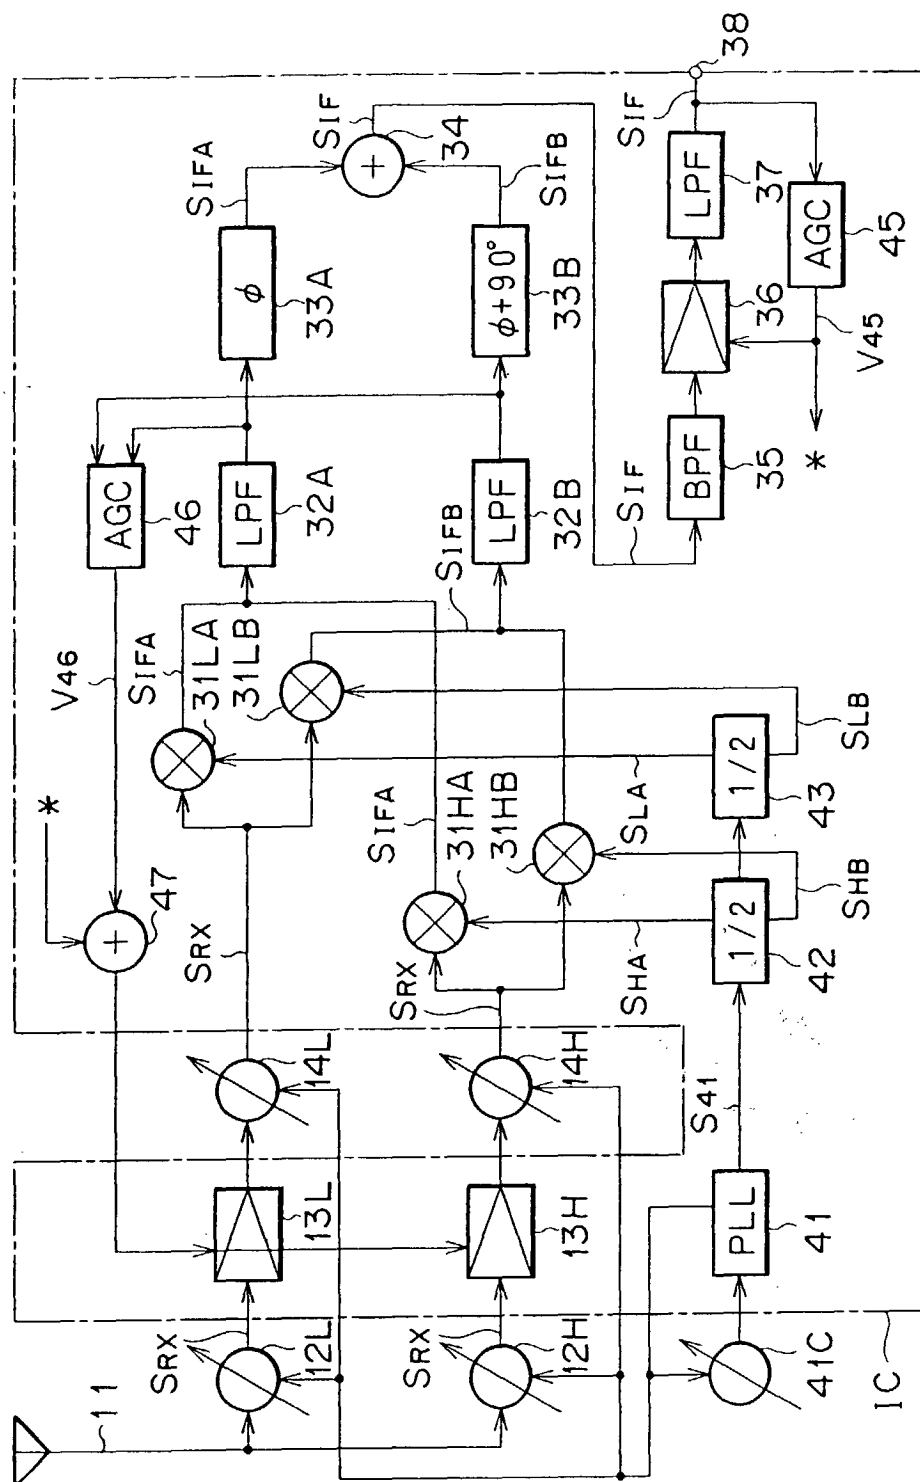 *
V46
11
AGC
46
+
47
SRX
SIFA
SRX
SIFA
31LA
31LB
LPF
φ
12L
13L
14L
32A
33A
SIF
+
34
SRX
SIFA
SRX
31HA
31HB
SIFB
SIFB
LPF
φ+90°
12H
13H
14H
32B
33B
SHA
SLA
SIF
S41
SIF
PLL
1/2
1/2
BPF
LPF
41
42
43
35
36
37
38
41C
SHB
SLB
AGC
*
V45
45
IC